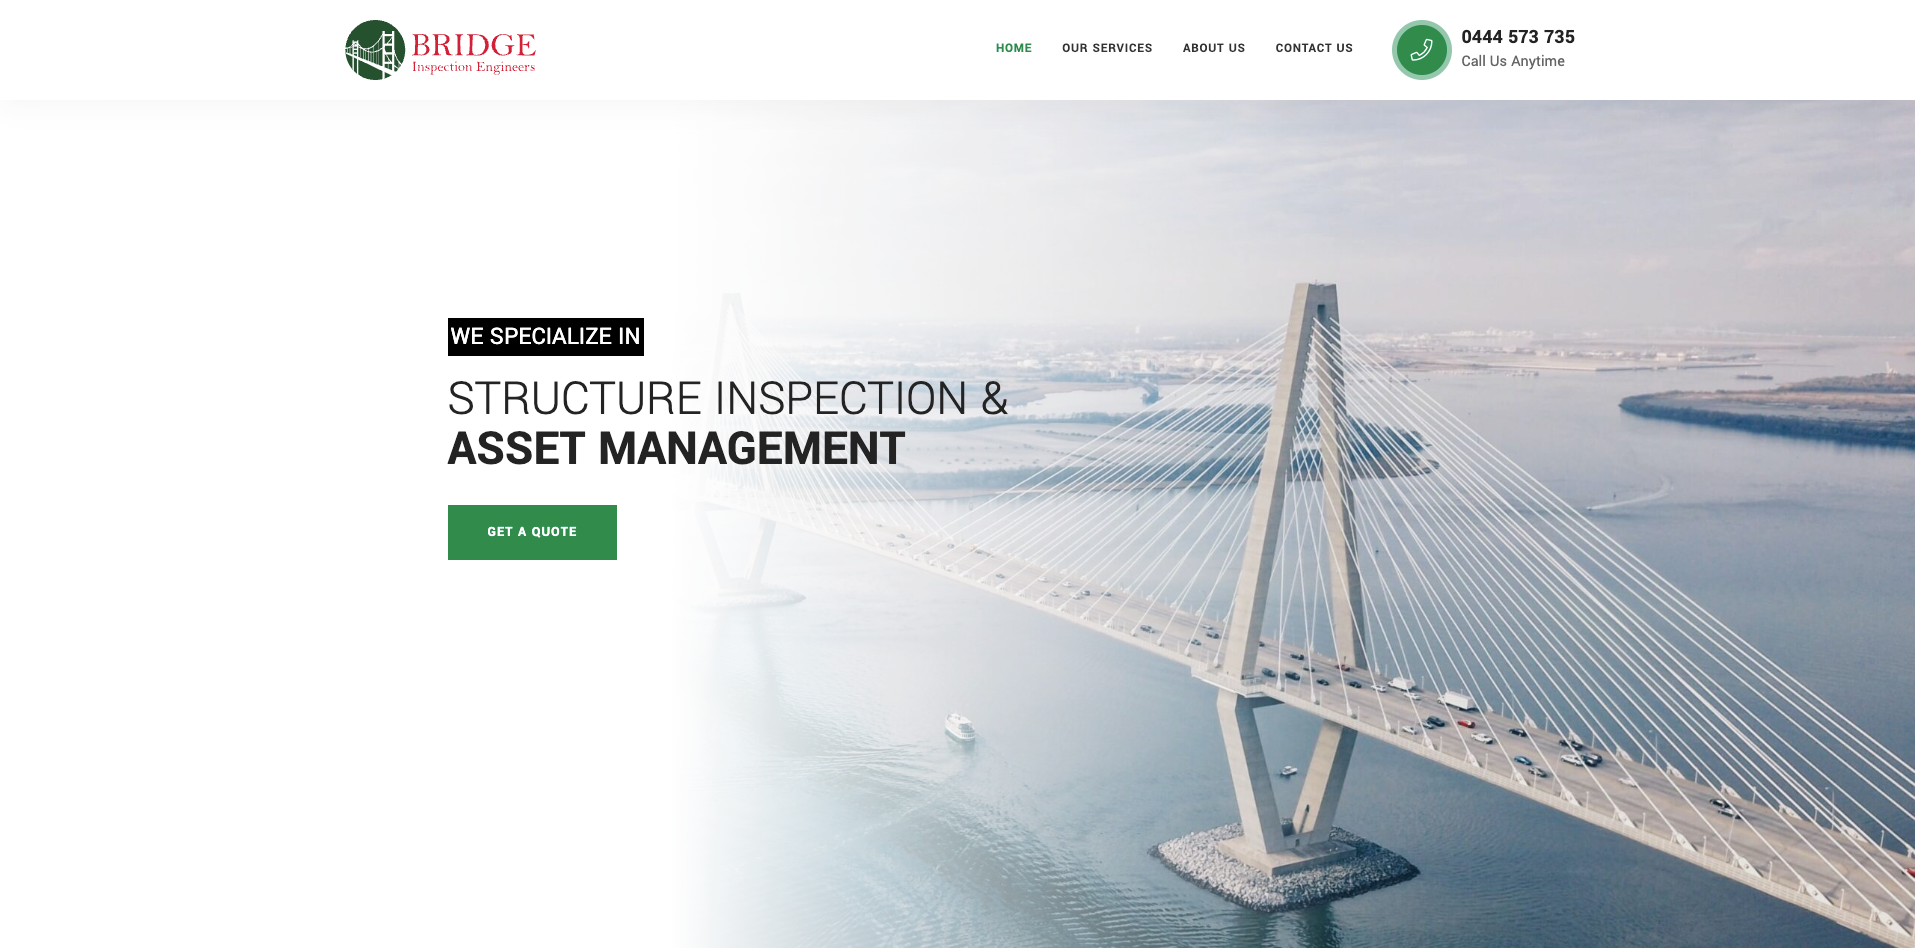 BRIDGE
Inspection Engineers
HOME
OUR SERVICES
ABOUT US
CONTACT US
0444 573 735
Call Us Anytime
WE SPECIALIZE IN
STRUCTURE INSPECTION &
ASSET MANAGEMENT
GET A QUOTE